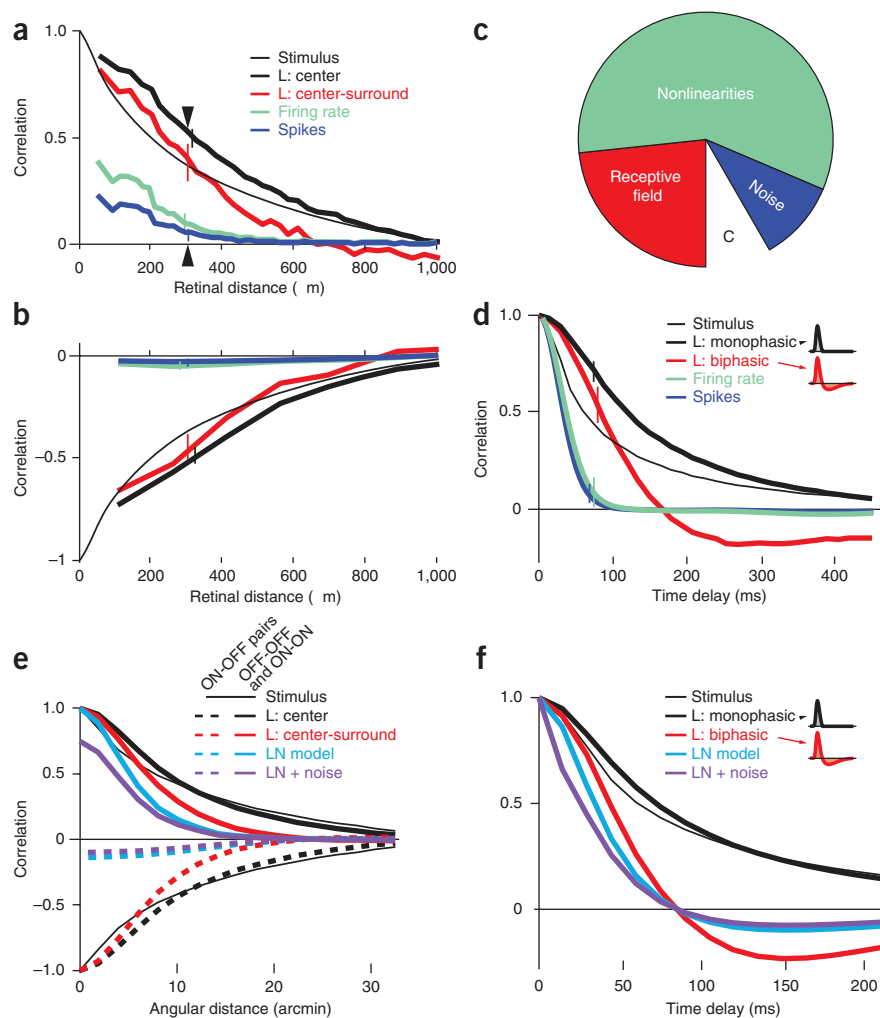 a
1.0
0.5
0
Correlation
Stimulus
L: center
L: center-surround
Firing rate
Spikes
0
200
400
600
800
1,000
Retinal distance ( m)
b
0
–0.5
–1
Correlation
0
200
400
600
800
1,000
Retinal distance ( m)
c
Nonlinearities
Receptive
field
Noise
C
d
1.0
0.5
0
Correlation
Stimulus
L: monophasic
L: biphasic
Firing rate
Spikes
0
100
200
300
400
Time delay (ms)
e
ON-OFF pairs
OFF-OFF
and ON-ON
Stimulus
L: center
L: center-surround
LN model
LN + noise
1.0
0.5
0
–0.5
–1.0
Correlation
0
10
20
30
Angular distance (arcmin)
f
1.0
0.5
0
Stimulus
L: monophasic
L: biphasic
LN model
LN + noise
0
50
100
150
200
Time delay (ms)